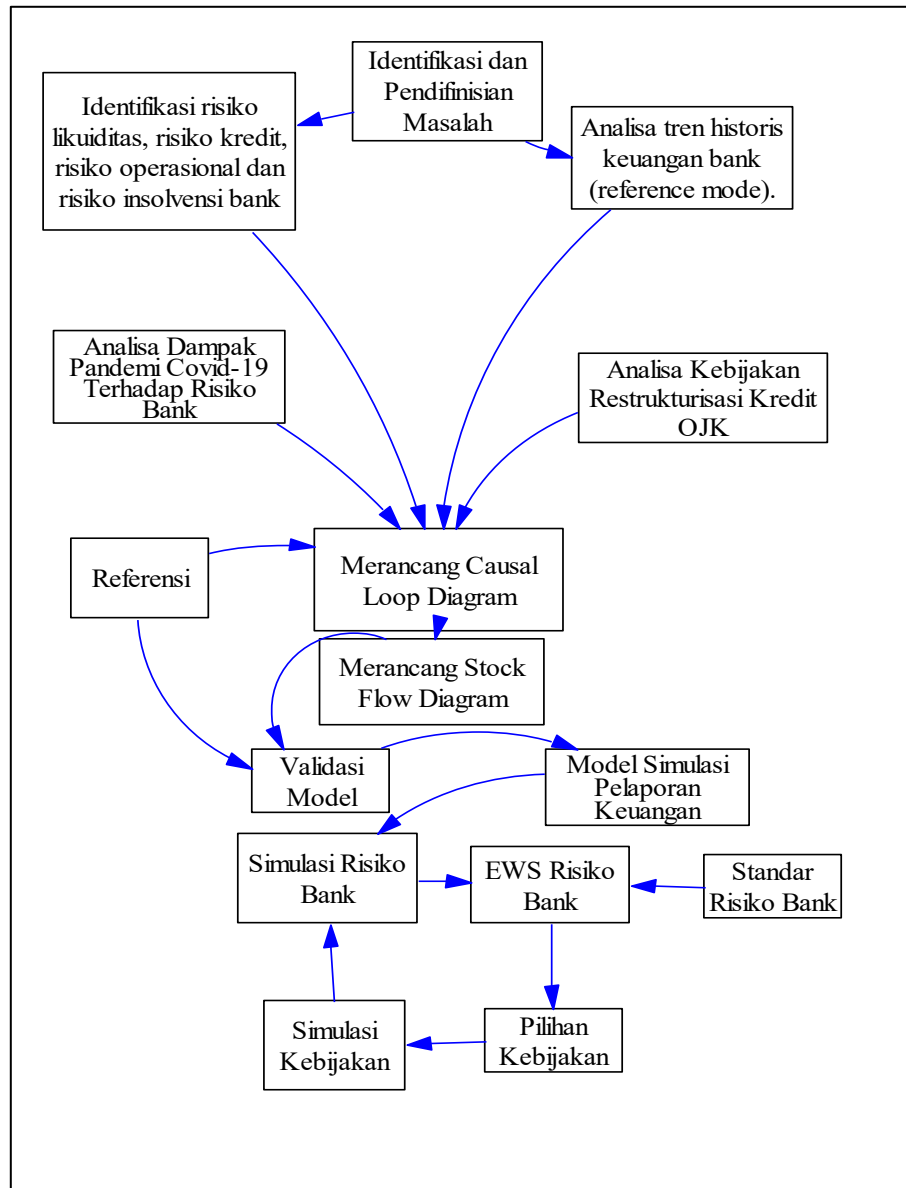 Identifikasi dan
Pendifinisian
Masalah
Identifikasi risiko
likuiditas, risiko kredit,
risiko operasional dan
risiko insolvensi bank
Analisa tren historis
keuangan bank
(reference mode).
Analisa Dampak
Pandemi Covid-19
Terhadap Risiko
Bank
Analisa Kebijakan
Restrukturisasi Kredit
OJK
Referensi
Merancang Causal
Loop Diagram
Merancang Stock
Flow Diagram
Validasi
Model
Model Simulasi
Pelaporan
Keuangan
Simulasi Risiko
Bank
EWS Risiko
Bank
Standar
Risiko Bank
Simulasi
Kebijakan
Pilihan
Kebijakan